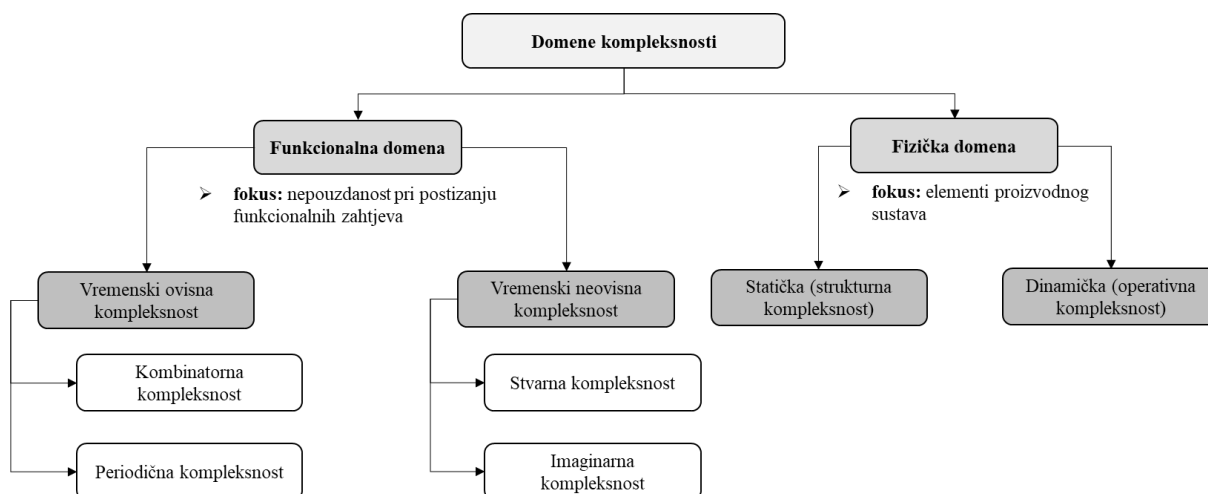 Domene kompleksnosti
Funkcionalna domena
➢ fokus: nepouzdanost pri postizanju
funkcionalnih zahtjeva
Fizička domena
➢ fokus: elementi proizvodnog
sustava
Vremenski ovisna
kompleksnost
Vremenski neovisna
kompleksnost
Statička (strukturna
kompleksnost)
Dinamička (operativna
kompleksnost)
Kombinatorna
kompleksnost
Stvarna kompleksnost
Periodična kompleksnost
Imaginarna
kompleksnost